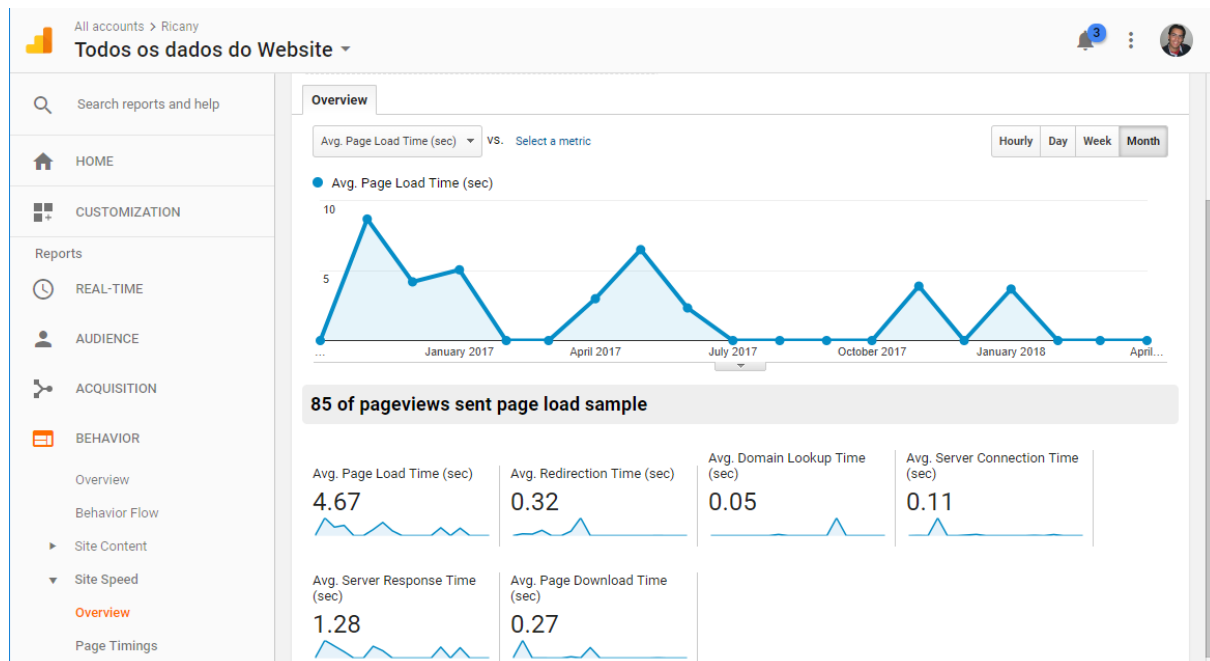 All accounts > Ricany
Todos os dados do Website
3
Search reports and help
HOME
CUSTOMIZATION
Reports
REAL-TIME
AUDIENCE
ACQUISITION
BEHAVIOR
Overview
Behavior Flow
Site Content
Site Speed
Overview
Page Timings
Overview
Avg. Page Load Time (sec) VS. Select a metric
Hourly Day Week Month
Avg. Page Load Time (sec)
10
5
... January 2017 April 2017 July 2017 October 2017 January 2018 April...
85 of pageviews sent page load sample
Avg. Page Load Time (sec)
4.67
Avg. Redirection Time (sec)
0.32
Avg. Domain Lookup Time
(sec)
0.05
Avg. Server Connection Time
(sec)
0.11
Avg. Server Response Time
(sec)
1.28
Avg. Page Download Time
(sec)
0.27